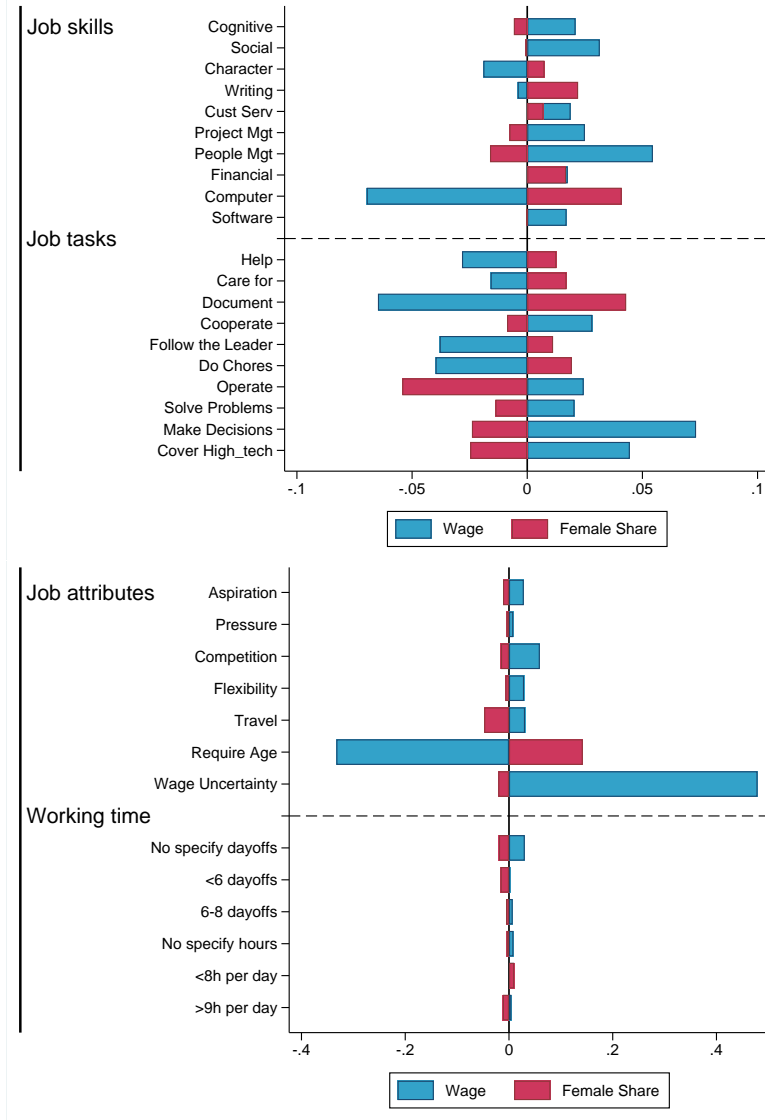 Job skills
Cognitive
Social
Character
Writing
Cust Serv
Project Mgt
People Mgt
Financial
Computer
Software
Job tasks
Help
Care for
Document
Cooperate
Follow the Leader
Do Chores
Operate
Solve Problems
Make Decisions
Cover High_tech
-.1 -.05 0 .05 .1
Wage Female Share
Job attributes
Aspiration
Pressure
Competition
Flexibility
Travel
Require Age
Wage Uncertainty
Working time
No specify dayoffs
<6 dayoffs
6-8 dayoffs
No specify hours
<8h per day
>9h per day
-.4 -.2 0 .2 .4
Wage Female Share